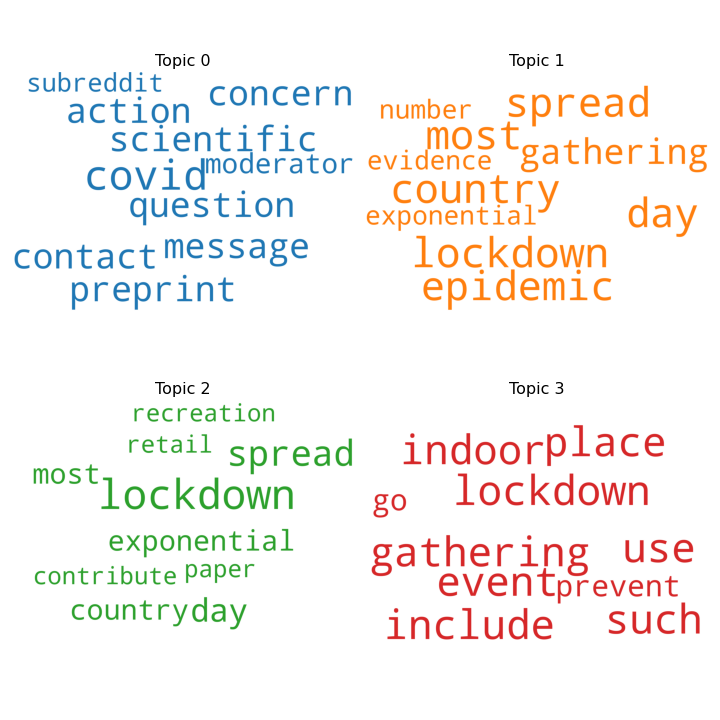 Topic 0
subreddit
concern
action
scientific
moderator
covid
question
message
contact
preprint
Topic 1
spread
number
most
gathering
evidence
country
exponential
day
lockdown
epidemic
Topic 2
recreation
retail
spread
most
lockdown
exponential
paper
contribute
country
day
Topic 3
place
indoor
lockdown
go
gathering
use
event
prevent
such
include